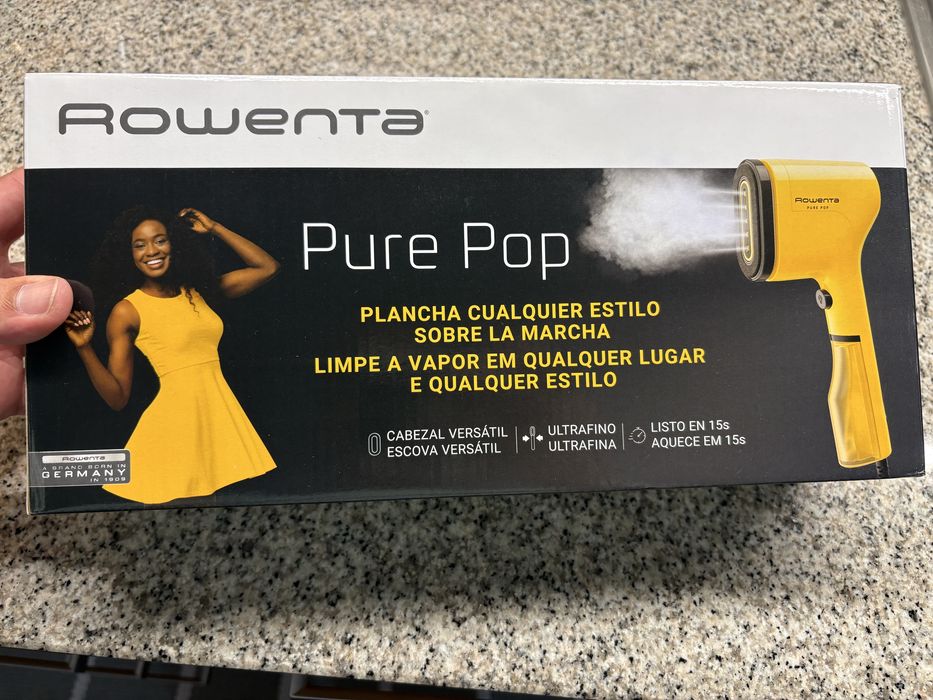 Rowenta
Pure Pop
PLANCHA CUALQUIER ESTILO
SOBRE LA MARCHA
LIMPE A VAPOR EM QUALQUER LUGAR
E QUALQUER ESTILO
CABEZAL VERSÁTIL
ESCOVA VERSÁTIL
ULTRAFINO
ULTRAFINA
LISTO EN 15s
AQUECE EM 15s
Rowenta
PURE POP
Rowenta
A BRAND BORN IN
GERMANY
IN 1909